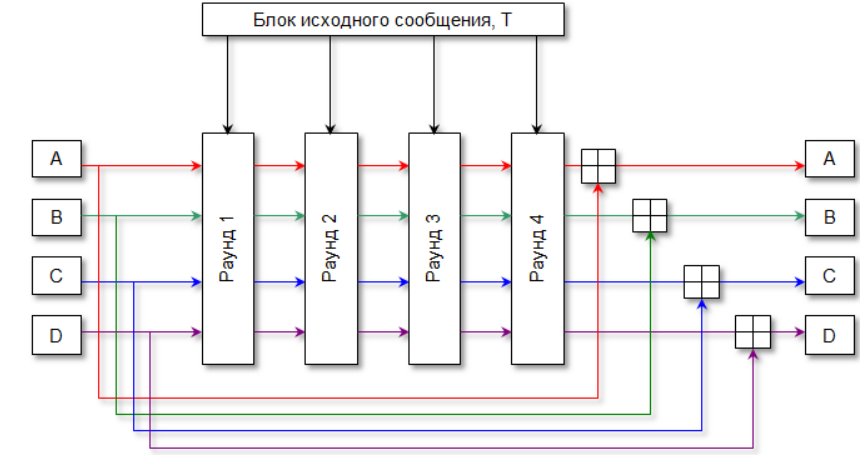 Блок исходного сообщения, T
A
B
C
D
Раунд 1
Раунд 2
Раунд 3
Раунд 4
A
B
C
D